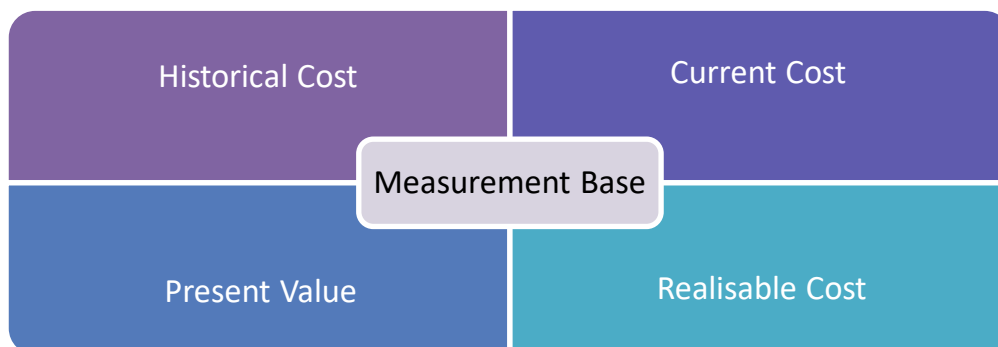 Historical Cost
Current Cost
Measurement Base
Present Value
Realisable Cost